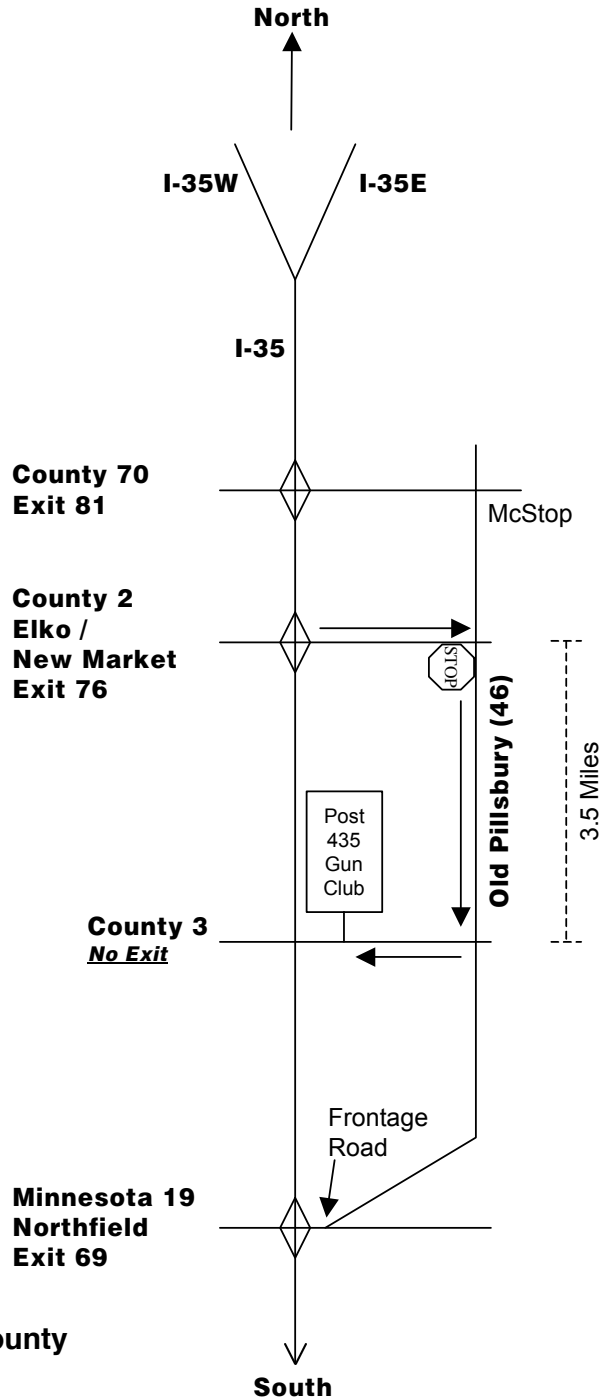 North
I-35W
I-35E
I-35
County 70
Exit 81
McStop
County 2
Elko /
New Market
Exit 76
STOP
Old Pillsbury (46)
3.5 Miles
Post
435
Gun
Club
County 3
No Exit
Frontage
Road
Minnesota 19
Northfield
Exit 69
South